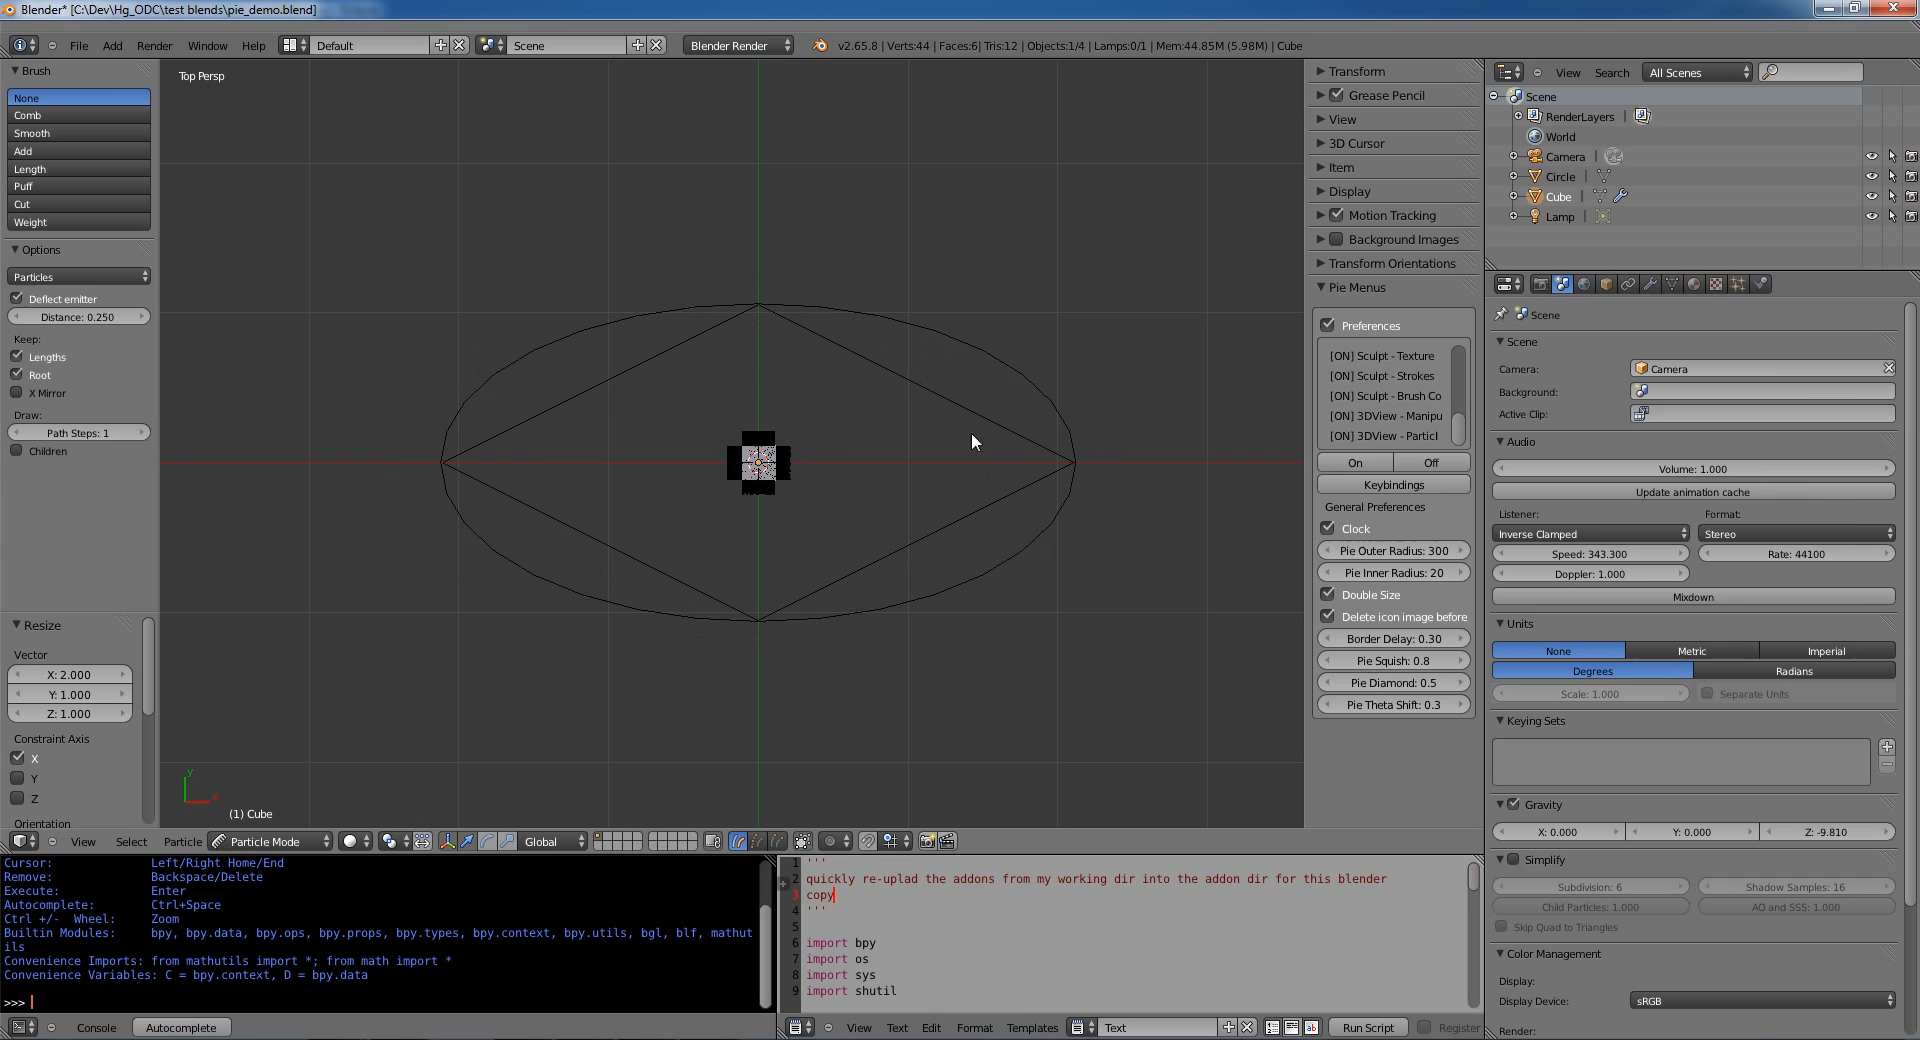 Blender* [C:\Dev\Hg_ODC\test blends\pie_demo.blend]
File Add Render Window Help Default Scene Blender Render v2.65.8 | Verts:44 | Faces:6| Tris:12 | Objects:1/4 | Lamps:0/1 | Mem:44.85M (5.98M) | Cube
Brush
None
Comb
Smooth
Add
Length
Puff
Cut
Weight
Options
Particles
Deflect emitter
Distance: 0.250
Keep:
Lengths
Root
X Mirror
Draw:
Path Steps: 1
Children
Resize
Vector
X: 2.000
Y: 1.000
Z: 1.000
Constraint Axis
X
Y
Z
Orientation
Top Persp
y
x
(1) Cube
View Select Particle Particle Mode Global
Transform
Grease Pencil
View
3D Cursor
Item
Display
Motion Tracking
Background Images
Transform Orientations
Pie Menus
Preferences
[ON] Sculpt - Texture
[ON] Sculpt - Strokes
[ON] Sculpt - Brush Co
[ON] 3DView - Manipu
[ON] 3DView - Particl
On Off
Keybindings
General Preferences
Clock
Pie Outer Radius: 300
Pie Inner Radius: 20
Double Size
Delete icon image before
Border Delay: 0.30
Pie Squish: 0.8
Pie Diamond: 0.5
Pie Theta Shift: 0.3
View Search All Scenes
Scene
RenderLayers
World
Camera
Circle
Cube
Lamp
Scene
Scene
Camera: Camera
Background:
Active Clip:
Audio
Volume: 1.000
Update animation cache
Listener: Format:
Inverse Clamped Stereo
Speed: 343.300 Rate: 44100
Doppler: 1.000
Mixdown
Units
None Metric Imperial
Degrees Radians
Scale: 1.000 Separate Units
Keying Sets
Gravity
X: 0.000 Y: 0.000 Z: -9.810
Simplify
Subdivision: 6 Shadow Samples: 16
Child Particles: 1.000 AO and SSS: 1.000
Skip Quad to Triangles
Color Management
Display:
Display Device: sRGB
Render:
Cursor: Left/Right Home/End
Remove: Backspace/Delete
Execute: Enter
Autocomplete: Ctrl+Space
Ctrl +/- Wheel: Zoom
Builtin Modules: bpy, bpy.data, bpy.ops, bpy.props, bpy.types, bpy.context, bpy.utils, bgl, blf, mathut
ils
Convenience Imports: from mathutils import *; from math import *
Convenience Variables: C = bpy.context, D = bpy.data
>>>
Console Autocomplete
1 '''
2 quickly re-uplad the addons from my working dir into the addon dir for this blender
3 copy
4 '''
5
6 import bpy
7 import os
8 import sys
9 import shutil
View Text Edit Format Templates Text Run Script Register